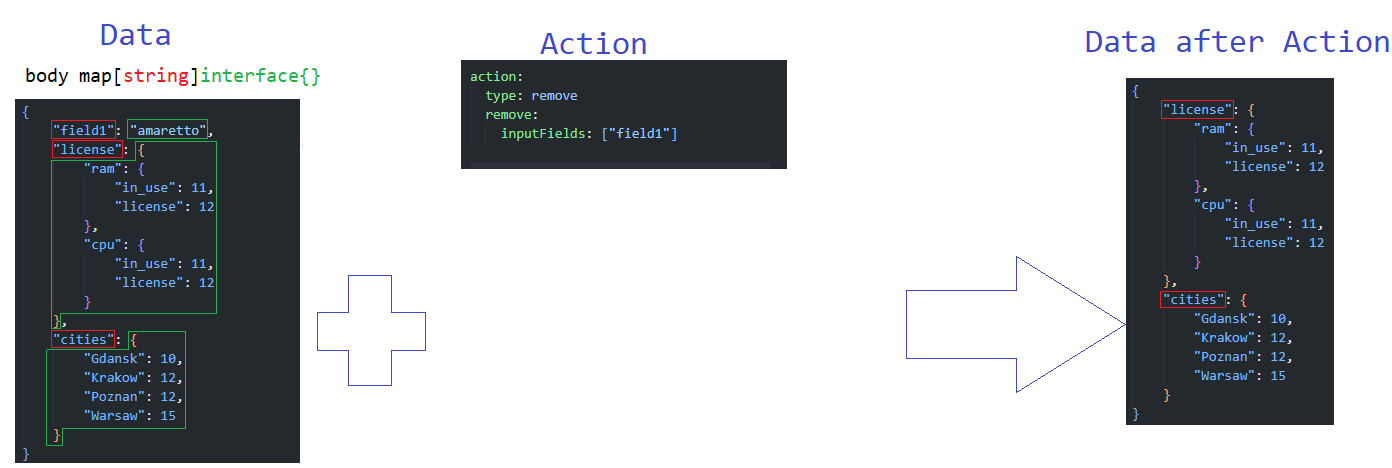 Data
body map[string]interface{}
{
    "field1": "amaretto",
    "license": {
        "ram": {
            "in_use": 11,
            "license": 12
        },
        "cpu": {
            "in_use": 11,
            "license": 12
        }
    },
    "cities": {
        "Gdansk": 10,
        "Krakow": 12,
        "Poznan": 12,
        "Warsaw": 15
    }
}
Action
action:
  type: remove
  remove:
    inputFields: ["field1"]
Data after Action
{
    "license": {
        "ram": {
            "in_use": 11,
            "license": 12
        },
        "cpu": {
            "in_use": 11,
            "license": 12
        }
    },
    "cities": {
        "Gdansk": 10,
        "Krakow": 12,
        "Poznan": 12,
        "Warsaw": 15
    }
}